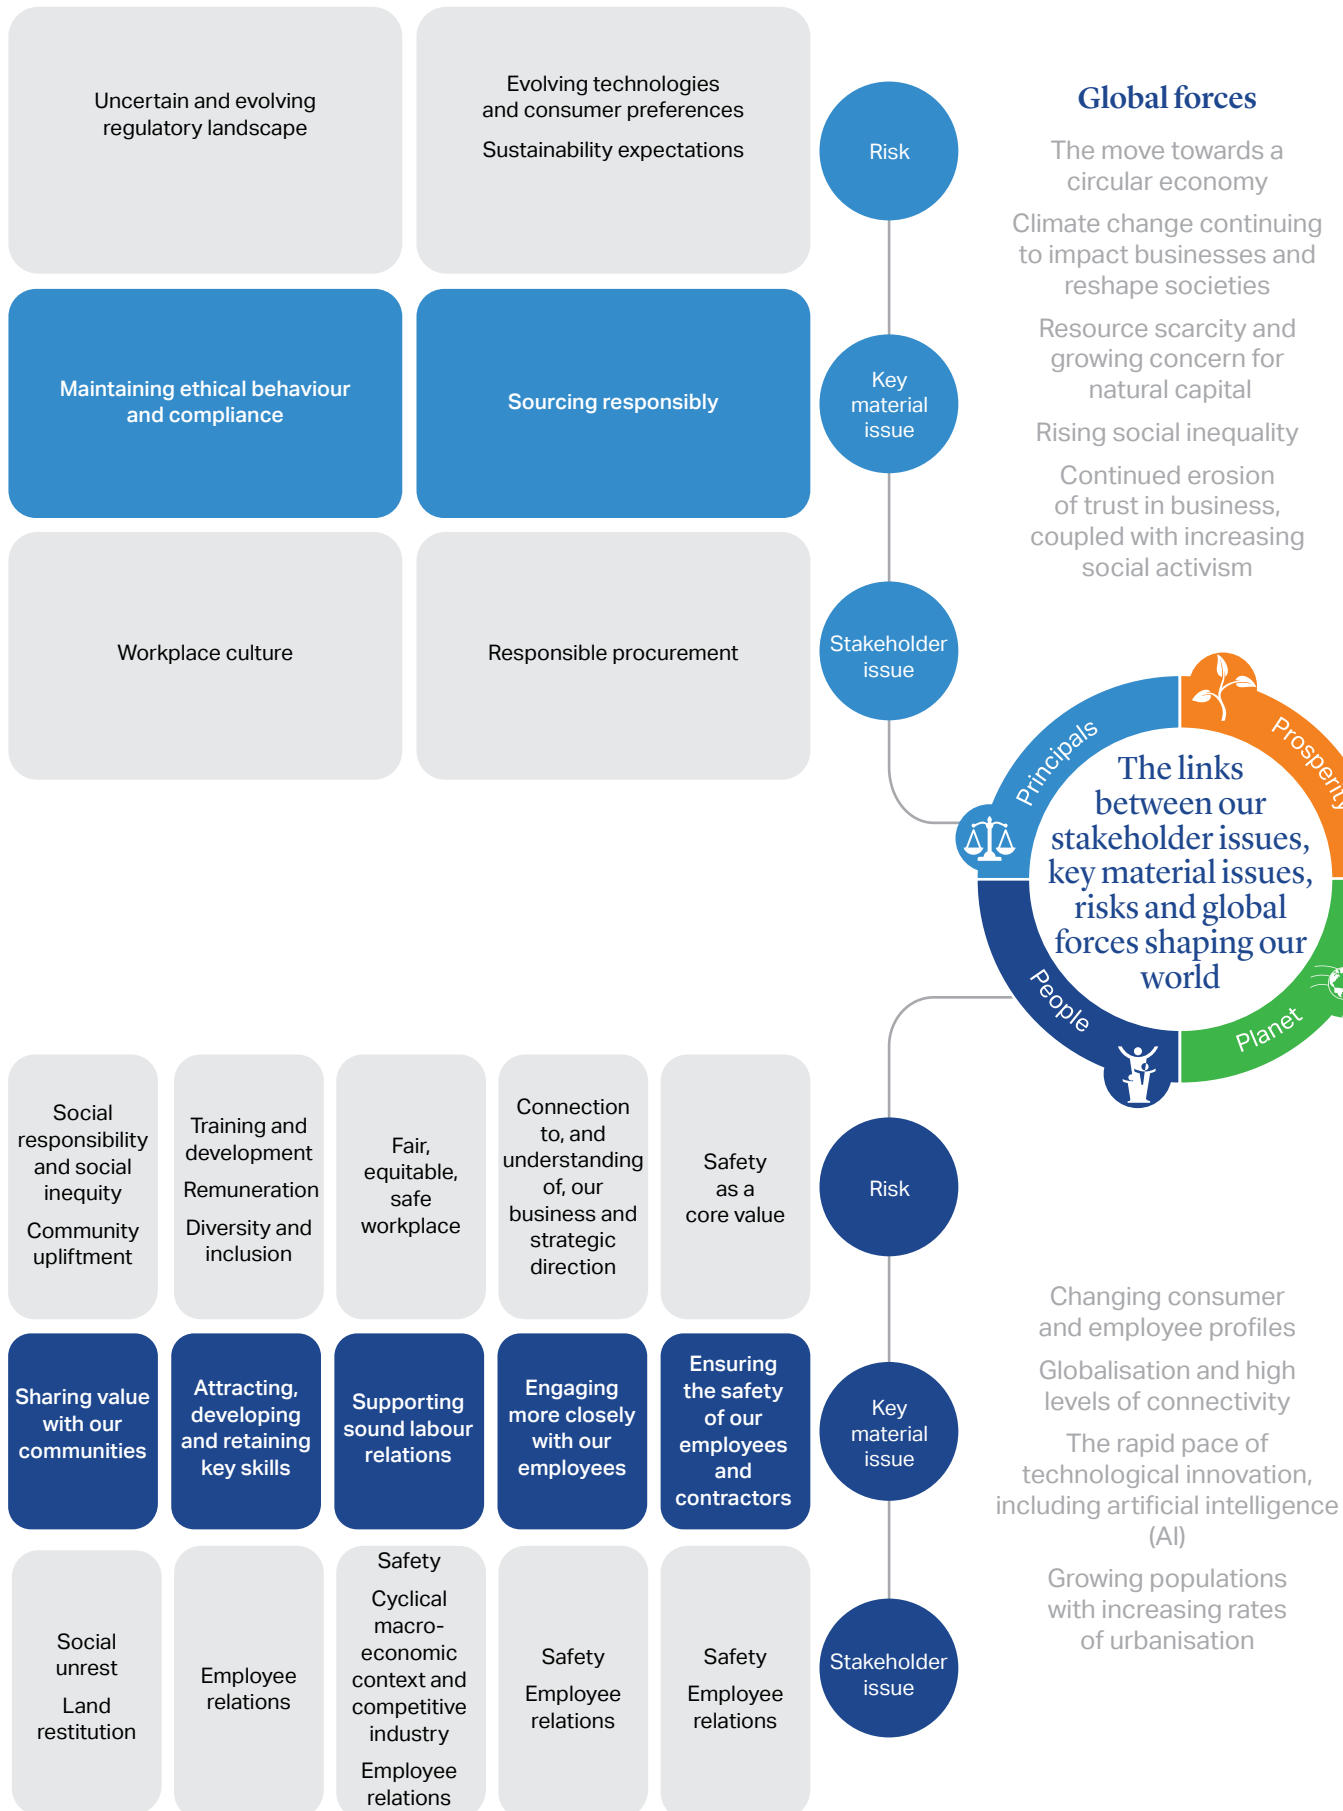 Uncertain and evolving
regulatory landscape
Evolving technologies
and consumer preferences
Sustainability expectations
Risk
Maintaining ethical behaviour
and compliance
Sourcing responsibly
Key
material
issue
Workplace culture
Responsible procurement
Stakeholder
issue
Global forces
The move towards a
circular economy
Climate change continuing
to impact businesses and
reshape societies
Resource scarcity and
growing concern for
natural capital
Rising social inequality
Continued erosion
of trust in business,
coupled with increasing
social activism
Principals
Prosperity
The links
between our
stakeholder issues,
key material issues,
risks and global
forces shaping our
world
People
Planet
Social
responsibility
and social
inequity
Community
upliftment
Training and
development
Remuneration
Diversity and
inclusion
Fair,
equitable,
safe
workplace
Connection
to, and
understanding
of, our
business and
strategic
direction
Safety
as a
core value
Risk
Sharing value
with our
communities
Attracting,
developing
and retaining
key skills
Supporting
sound labour
relations
Engaging
more closely
with our
employees
Ensuring
the safety
of our
employees
and
contractors
Key
material
issue
Social
unrest
Land
restitution
Employee
relations
Safety
Cyclical
macro-
economic
context and
competitive
industry
Employee
relations
Safety
Employee
relations
Safety
Employee
relations
Stakeholder
issue
Changing consumer
and employee profiles
Globalisation and high
levels of connectivity
The rapid pace of
technological innovation,
including artificial intelligence
(AI)
Growing populations
with increasing rates
of urbanisation